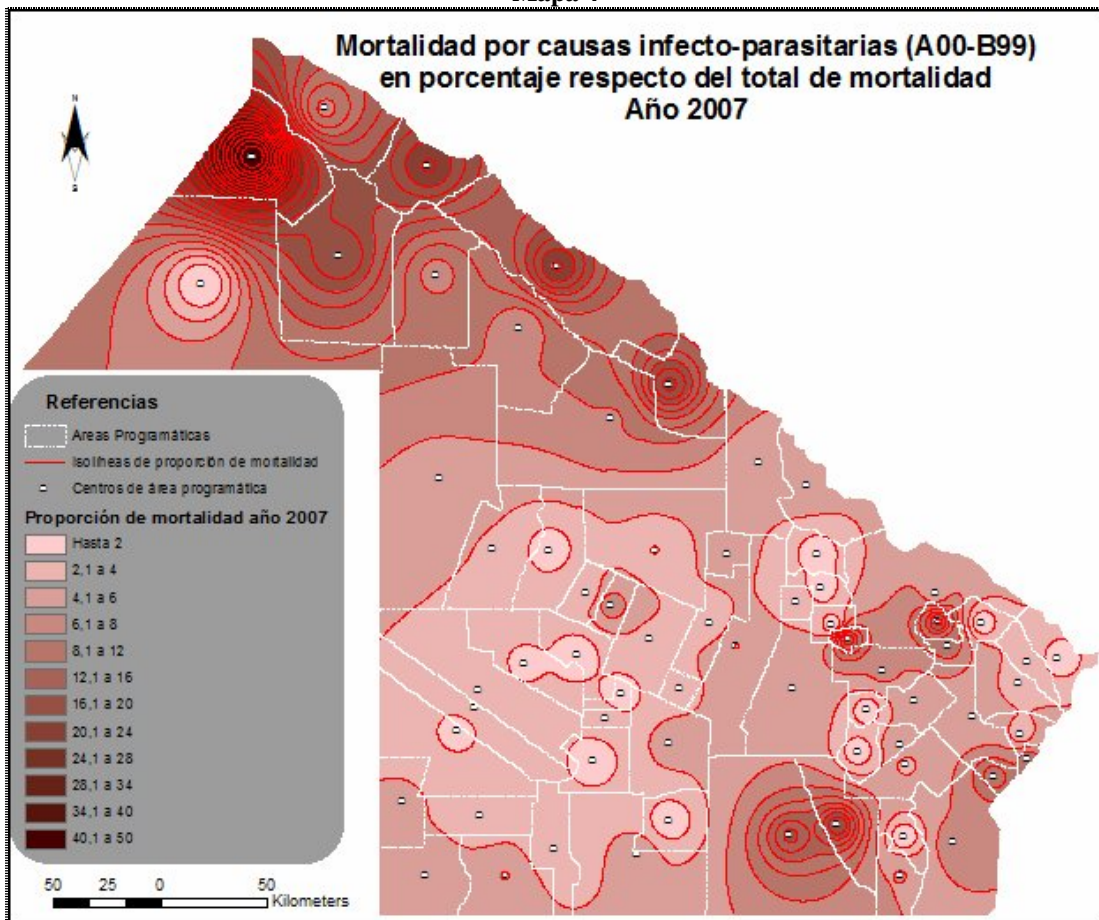 Mortalidad por causas infecto-parasitarias (A00-B99)
en porcentaje respecto del total de mortalidad
Año 2007
N
S
Referencias
Areas Programáticas
Isolíneas de proporción de mortalidad
Centros de área programática
Proporción de mortalidad año 2007
Hasta 2
2,1 a 4
4,1 a 6
6,1 a 8
8,1 a 12
12,1 a 16
16,1 a 20
20,1 a 24
24,1 a 28
28,1 a 34
34,1 a 40
40,1 a 50
50 25 0 50
Kilometers